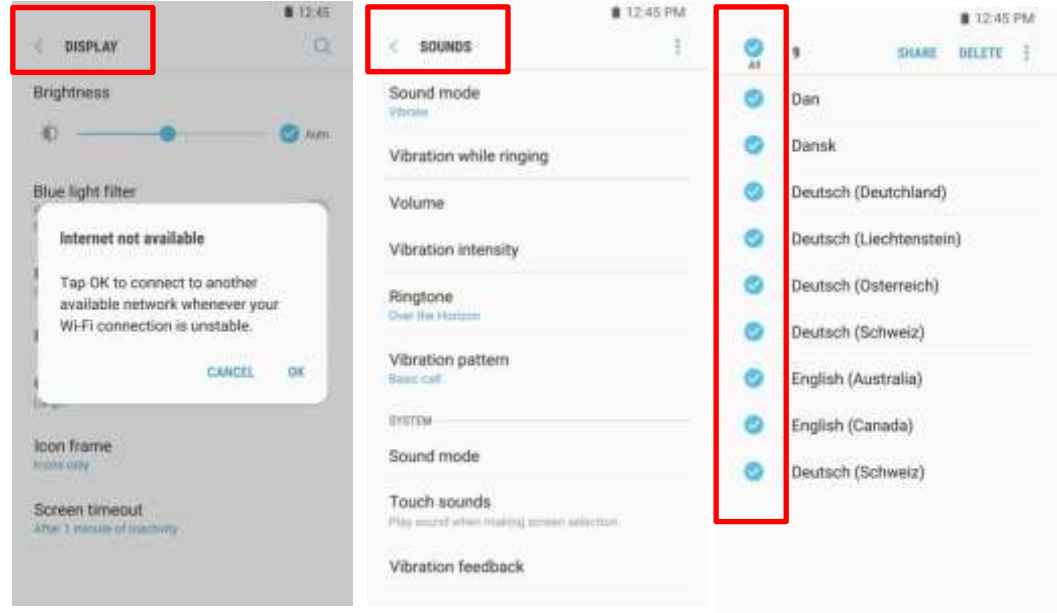 12:45
DISPLAY
Brightness
Auto
Blue light filter
Internet not available
Tap OK to connect to another
available network whenever your
Wi-Fi connection is unstable.
CANCEL OK
Icon frame
Icons only
Screen timeout
After 1 minute of inactivity
12:45 PM
SOUNDS
Sound mode
Vibrate
Vibration while ringing
Volume
Vibration intensity
Ringtone
Over the Horizon
Vibration pattern
Basic call
SYSTEM
Sound mode
Touch sounds
Play sound when making screen selection.
Vibration feedback
12:45 PM
All
9 SHARE DELETE
Dan
Dansk
Deutsch (Deutchland)
Deutsch (Liechtenstein)
Deutsch (Osterreich)
Deutsch (Schweiz)
English (Australia)
English (Canada)
Deutsch (Schweiz)